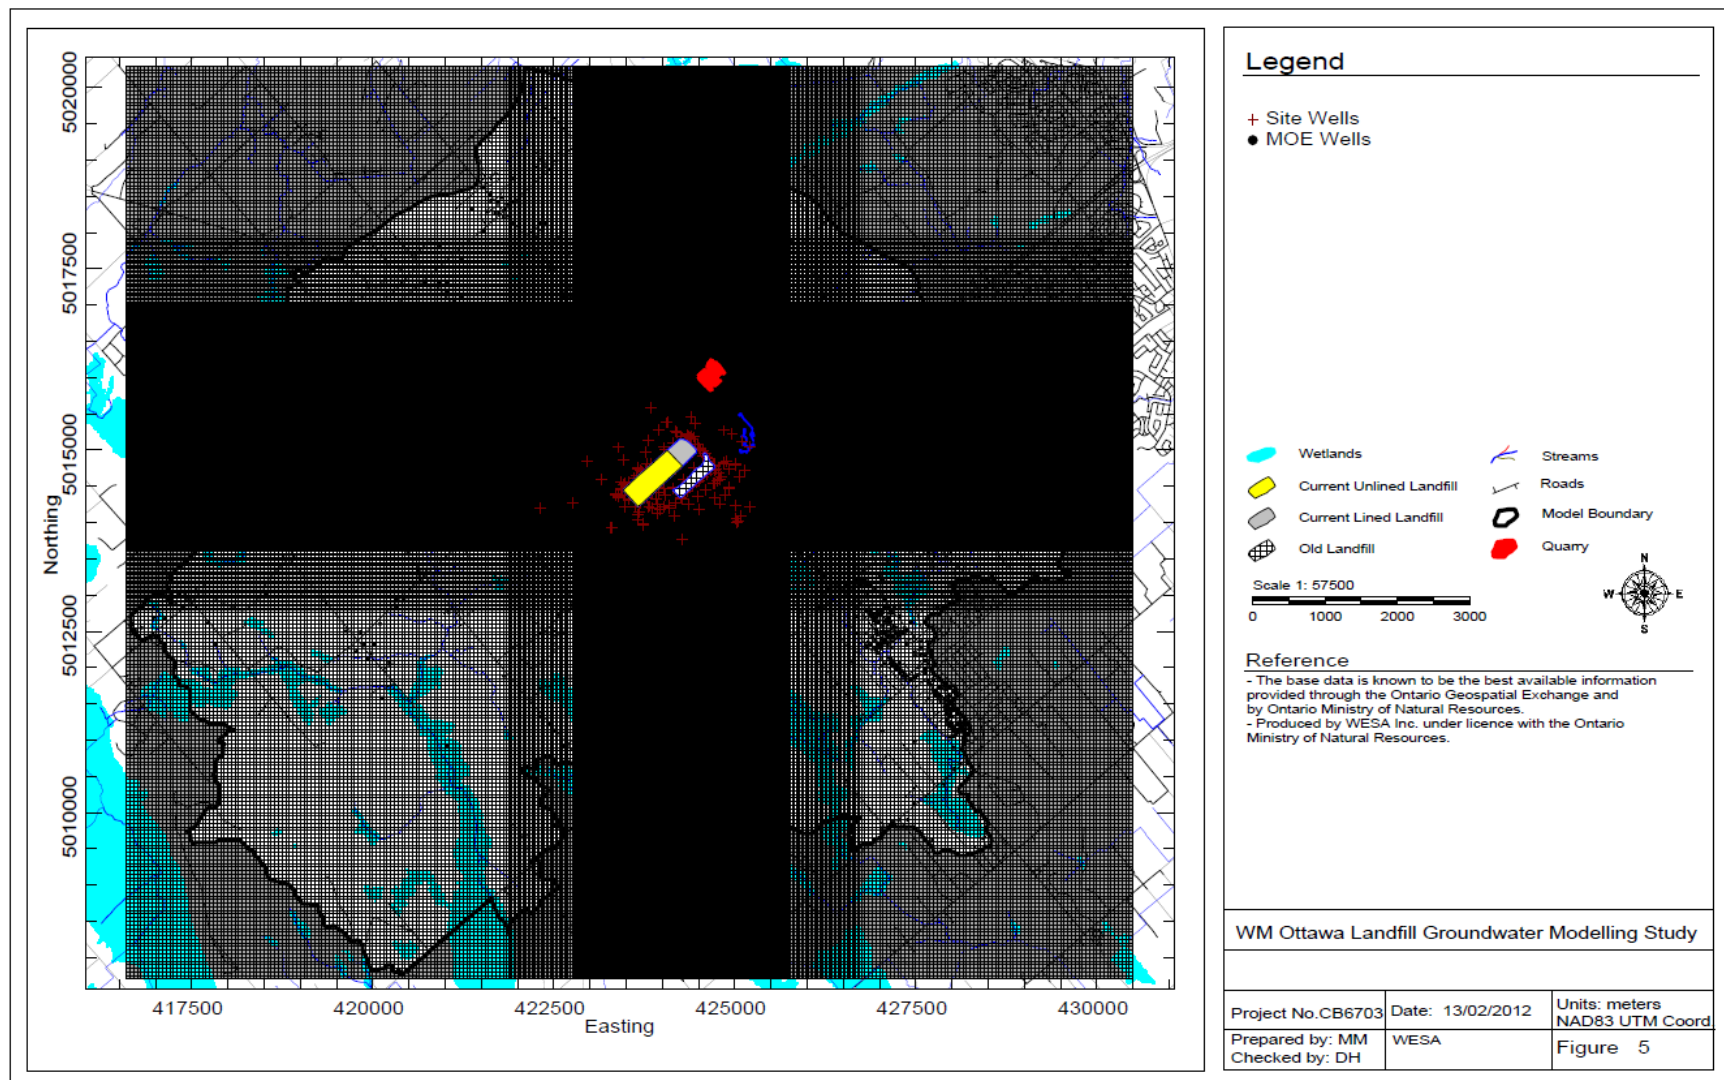 5020000
5017500
5015000
5012500
5010000
Northing
417500
420000
422500
425000
427500
430000
Easting
Legend
Site Wells
MOE Wells
Wetlands
Current Unlined Landfill
Current Lined Landfill
Old Landfill
Streams
Roads
Model Boundary
Quarry
Scale 1: 57500
0 1000 2000 3000
N
W E
S
Reference
- The base data is known to be the best available information
provided through the Ontario Geospatial Exchange and
by Ontario Ministry of Natural Resources.
- Produced by WESA Inc. under licence with the Ontario
Ministry of Natural Resources.
WM Ottawa Landfill Groundwater Modelling Study
Project No.CB6703
Date: 13/02/2012
Units: meters
NAD83 UTM Coord
Prepared by: MM
Checked by: DH
WESA
Figure 5